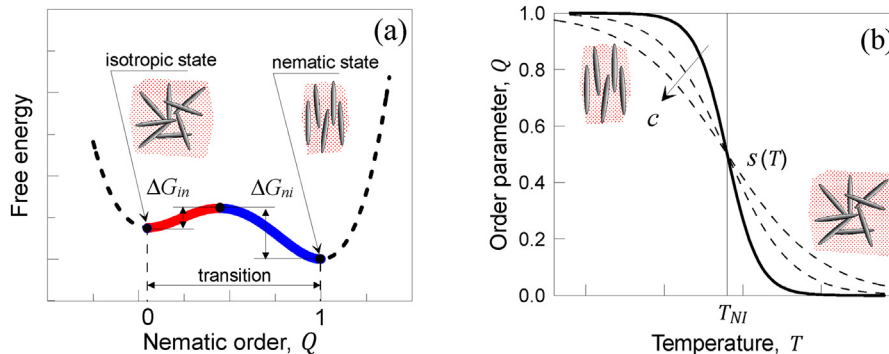 (a)
isotropic state
nematic state
Free energy
ΔG_in
ΔG_ni
transition
0
1
Nematic order, Q
(b)
Order parameter, Q
1.0
0.8
0.6
0.4
0.2
0.0
c
s(T)
T_NI
Temperature, T